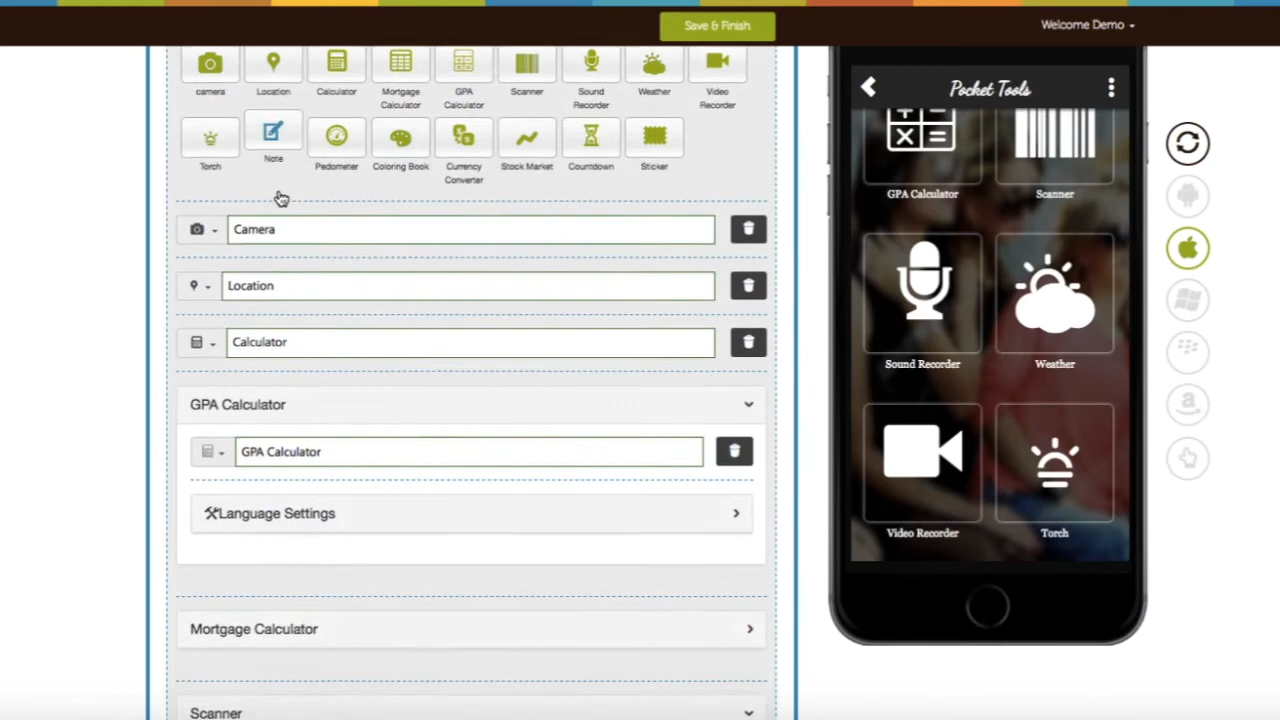 Save & Finish
Welcome Demo
camera
Location
Calculator
Mortgage
Calculator
GPA
Calculator
Scanner
Sound
Recorder
Weather
Video
Recorder
Torch
Note
Pedometer
Coloring Book
Currency
Converter
Stock Market
Countdown
Sticker
Camera
Location
Calculator
GPA Calculator
GPA Calculator
Language Settings
Mortgage Calculator
Scanner
Pocket Tools
GPA Calculator
Scanner
Sound Recorder
Weather
Video Recorder
Torch